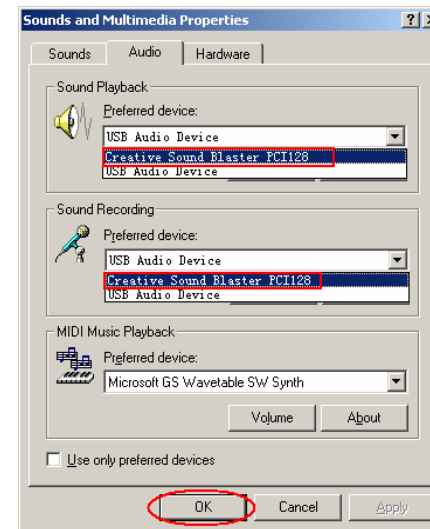 Sounds and Multimedia Properties
Sounds Audio Hardware
Sound Playback
Preferred device:
USB Audio Device
Creative Sound Blaster PCI128
USB Audio Device
Sound Recording
Preferred device:
USB Audio Device
Creative Sound Blaster PCI128
USB Audio Device
MIDI Music Playback
Preferred device:
Microsoft GS Wavetable SW Synth
Volume About
Use only preferred devices
OK Cancel Apply